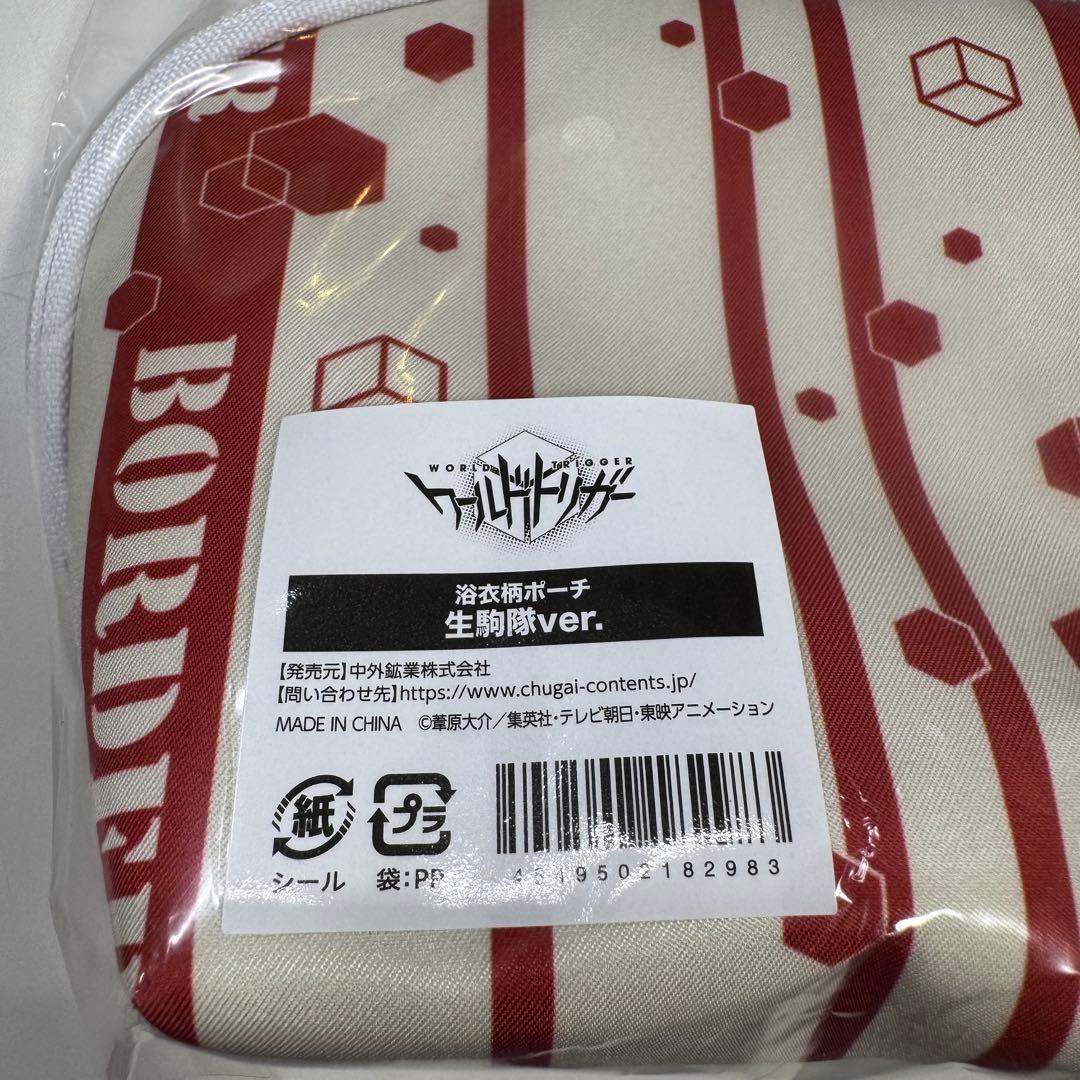 BORDE
WORLD TRIGGER
ワールドトリガー
浴衣柄ポーチ
生駒隊ver.
【発売元】中外鉱業株式会社
【問い合わせ先】https://www.chugai-contents.jp/
MADE IN CHINA ©葦原大介／集英社・テレビ朝日・東映アニメーション
紙 プラ
シール 袋：PP
4519502182983